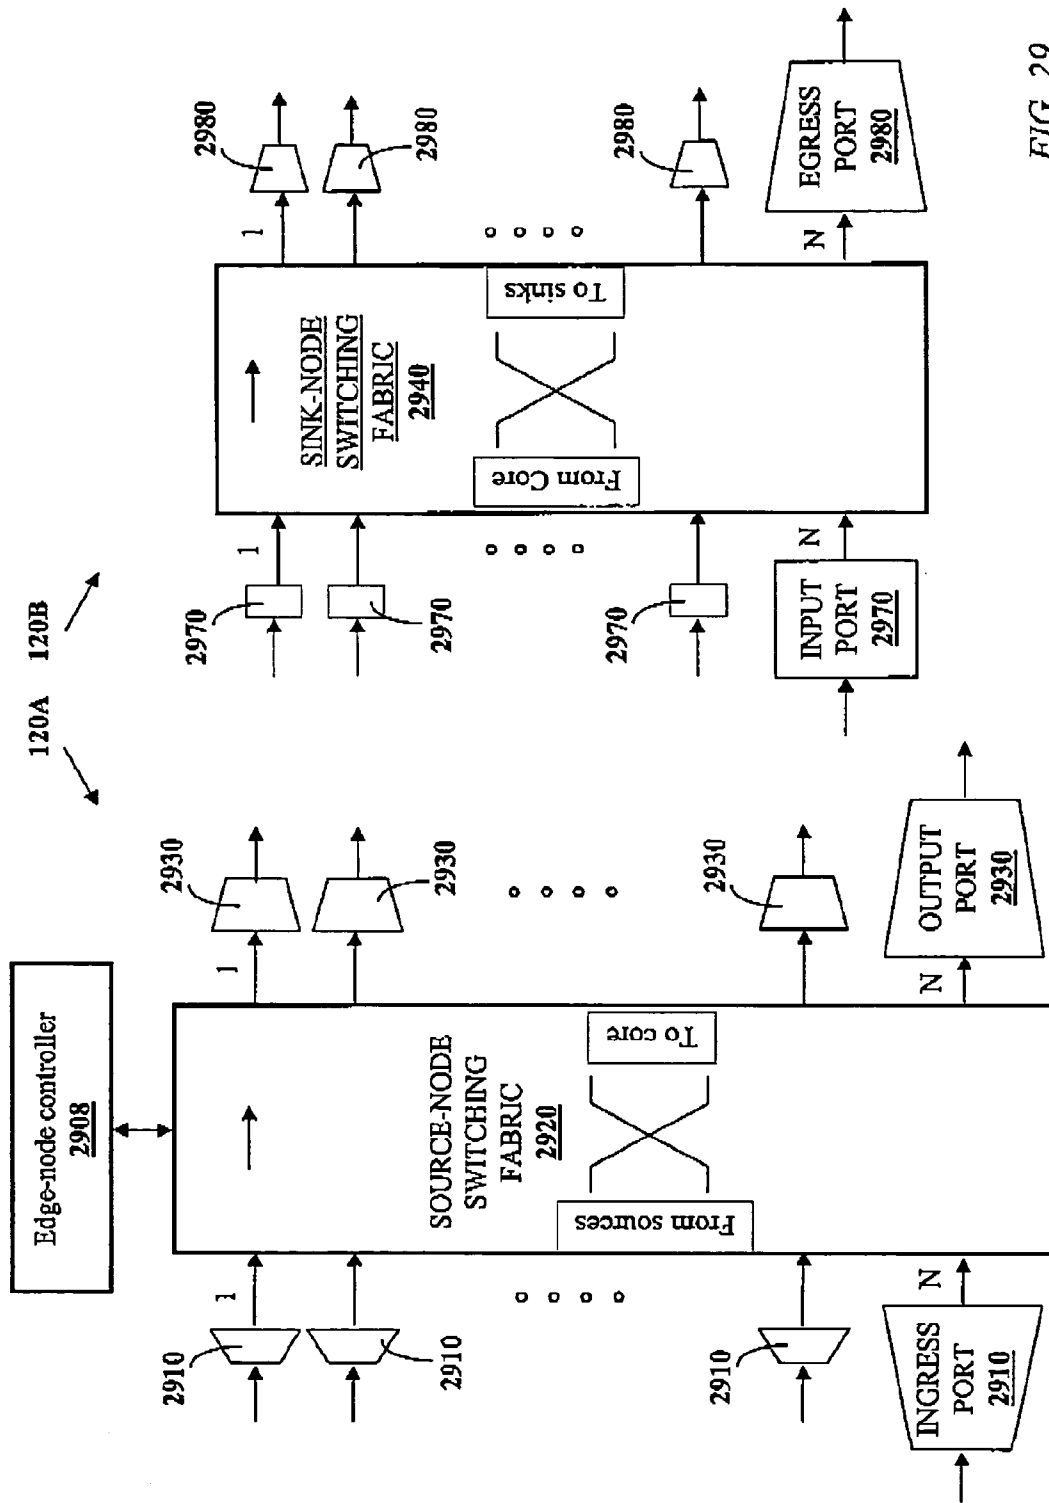 120A
120B
Edge-node controller
2908
2910
2910
2910
1
INGRESS
PORT
2910
N
SOURCE-NODE
SWITCHING
FABRIC
2920
From sources
To core
1
2930
2930
2930
N
OUTPUT
PORT
2930
2970
2970
2970
1
INPUT
PORT
2970
N
SINK-NODE
SWITCHING
FABRIC
2940
From Core
To sinks
1
2980
2980
2980
N
EGRESS
PORT
2980
FIG. 29